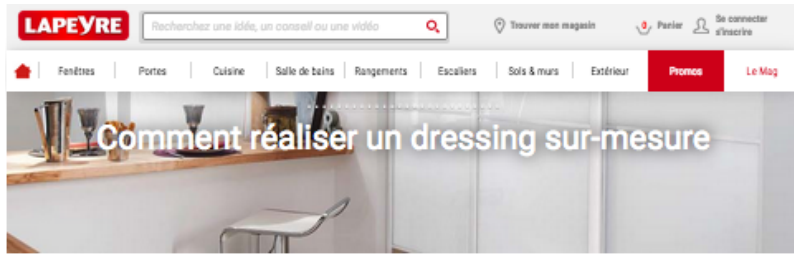 LAPEYRE
Recherchez une idée, un conseil ou une vidéo
Trouver mon magasin
0 Panier
Se connecter
s'inscrire
Fenêtres Portes Cuisine Salle de bains Rangements Escaliers Sols & murs Extérieur Promos Le Mag
Comment réaliser un dressing sur-mesure